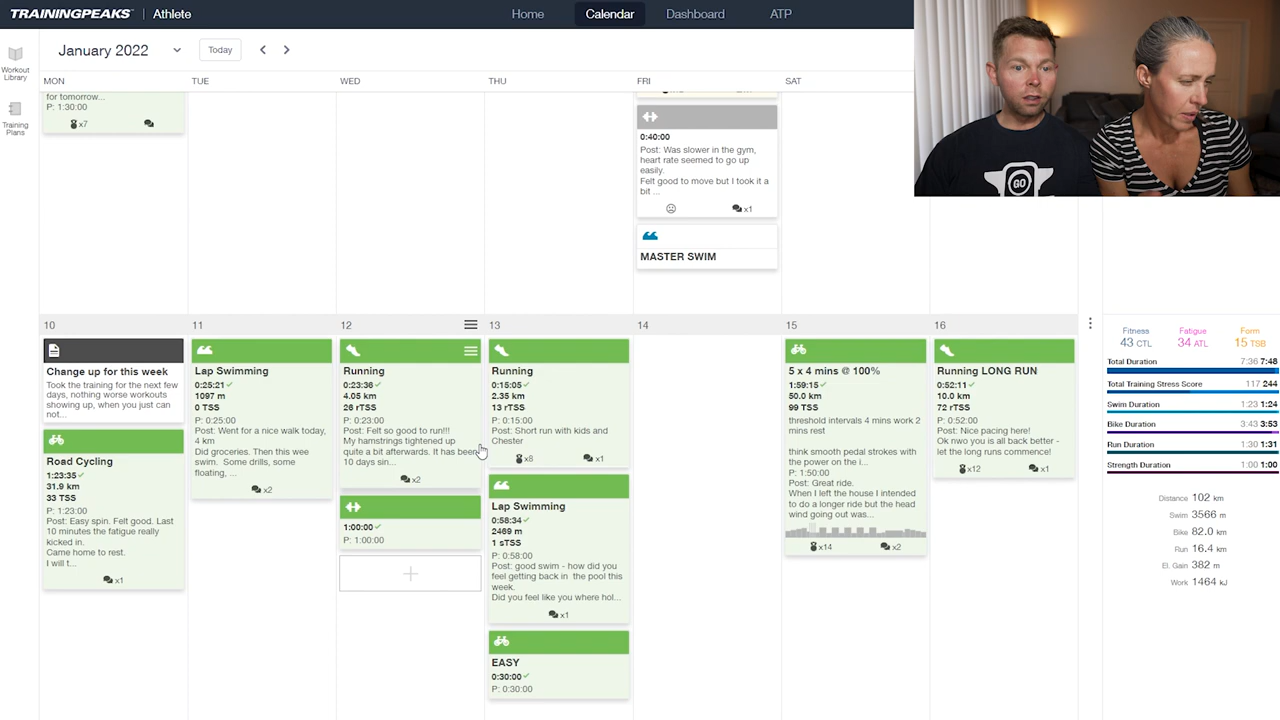 TRAININGPEAKS | Athlete
Home
Calendar
Dashboard
ATP
January 2022
Today
Workout
Library
Training
Plans
MON
TUE
WED
THU
FRI
SAT
for tomorrow...
P: 1:30:00
x7
0:40:00
Post: Was slower in the gym,
heart rate seemed to go up
easily.
Felt good to move but I took it a
bit ...
x1
MASTER SWIM
GO
10
Change up for this week
Took the training for the next few
days, nothing worse workouts
showing up, when you just can
not...
Road Cycling
1:23:35
31.9 km
33 TSS
P: 1:23:00
Post: Easy spin. Felt good. Last
10 minutes the fatigue really
kicked in.
Came home to rest.
I will t...
x1
11
Lap Swimming
0:25:21
1097 m
0 TSS
P: 0:25:00
Post: Went for a nice walk today,
4 km
Did groceries. Then this wee
swim. Some drills, some
floating, ...
x2
12
Running
0:23:36
4.05 km
26 rTSS
P: 0:23:00
Post: Felt so good to run!!!
My hamstrings tightened up
quite a bit afterwards. It has been
10 days sin...
x2
1:00:00
P: 1:00:00
13
Running
0:15:05
2.35 km
13 rTSS
P: 0:15:00
Post: Short run with kids and
Chester
x8
x1
Lap Swimming
0:58:34
2469 m
1 sTSS
P: 0:58:00
Post: good swim - how did you
feel getting back in the pool this
week.
Did you feel like you where hol...
x1
EASY
0:30:00
P: 0:30:00
14
15
5 x 4 mins @ 100%
1:59:15
50.0 km
99 TSS
threshold intervals 4 mins work 2
mins rest
think smooth pedal strokes with
the power on the i...
P: 1:50:00
Post: Great ride.
When I left the house I intended
to do a longer ride but the head
wind going out was...
x14
x2
16
Running LONG RUN
0:52:11
10.0 km
72 rTSS
P: 0:52:00
Post: Nice pacing here!
Ok nwo you is all back better -
let the long runs commence!
x12
x1
Fitness
43 CTL
Fatigue
34 ATL
Form
15 TSB
Total Duration 7:36 7:48
Total Training Stress Score 117 244
Swim Duration 1:23 1:24
Bike Duration 3:43 3:53
Run Duration 1:30 1:31
Strength Duration 1:00 1:00
Distance 102 km
Swim 3566 m
Bike 82.0 km
Run 16.4 km
El. Gain 382 m
Work 1464 kJ